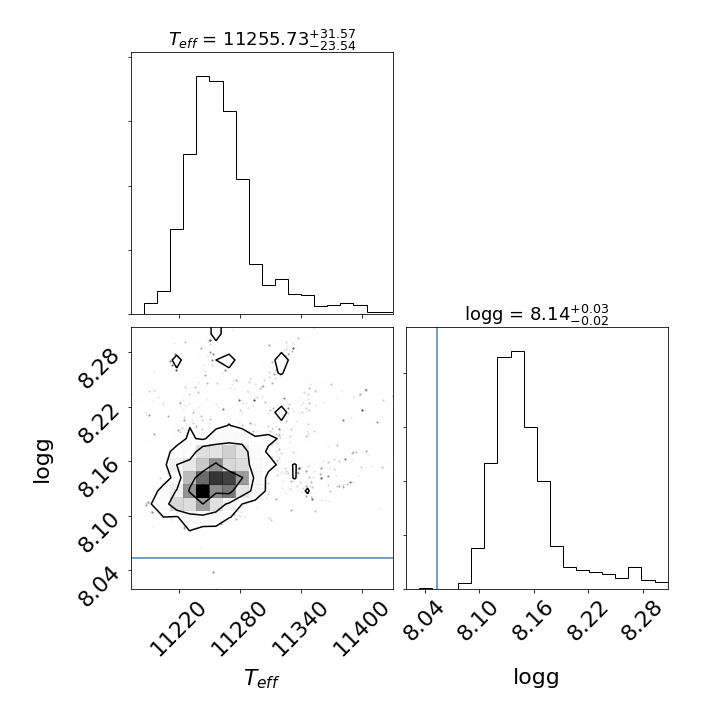 T_eff = 11255.73^{+31.57}_{-23.54}
logg = 8.14^{+0.03}_{-0.02}
logg
8.28
8.22
8.16
8.10
8.04
11220 11280 11340 11400
8.04 8.10 8.16 8.22 8.28
T_eff
logg